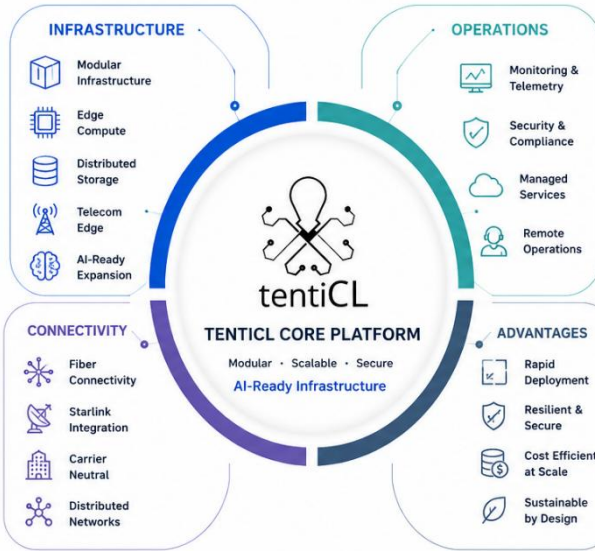 INFRASTRUCTURE
Modular
Infrastructure
Edge
Compute
Distributed
Storage
Telecom
Edge
AI-Ready
Expansion
OPERATIONS
Monitoring &
Telemetry
Security &
Compliance
Managed
Services
Remote
Operations
tentiCL
TENTICL CORE PLATFORM
Modular · Scalable · Secure
AI-Ready Infrastructure
CONNECTIVITY
Fiber
Connectivity
Starlink
Integration
Carrier
Neutral
Distributed
Networks
ADVANTAGES
Rapid
Deployment
Resilient &
Secure
Cost Efficient
at Scale
Sustainable
by Design